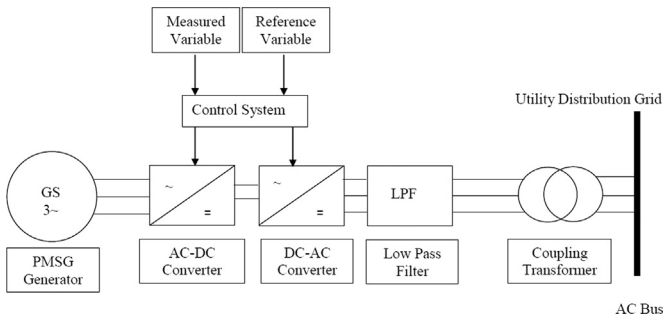 Measured
Variable
Reference
Variable
Control System
Utility Distribution Grid
GS
3~
~
=
~
=
LPF
PMSG
Generator
AC-DC
Converter
DC-AC
Converter
Low Pass
Filter
Coupling
Transformer
AC Bus